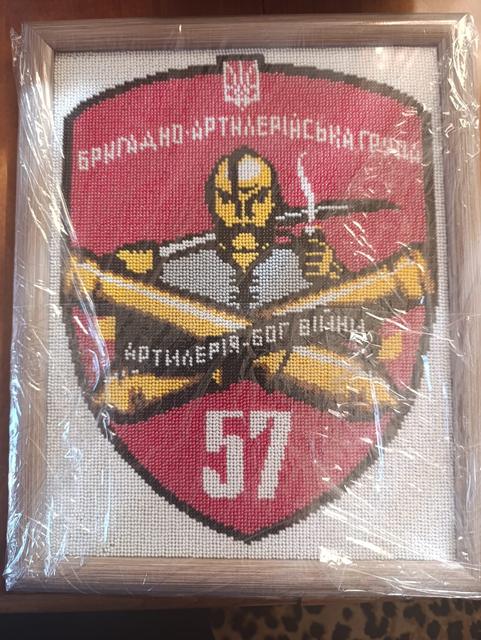 БРИГАДНО-АРТИЛЕРІЙСЬКА ГРУПА
АРТИЛЕРІЯ-БОГ ВІЙНИ
57